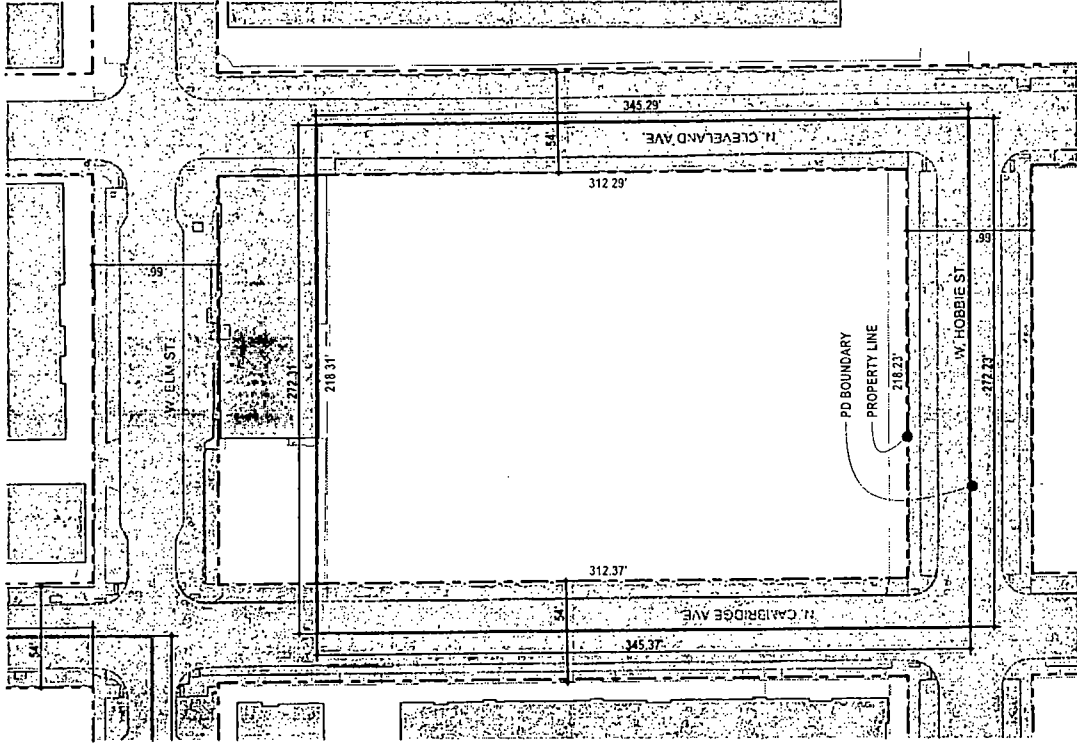 345.29'
N. CLEVELAND AVE.
54'
312 29'
66'
W. ELM ST.
272.31'
218 31'
66'
PD BOUNDARY
PROPERTY LINE
218.23'
W. HOBBIE ST.
272.23'
312.37'
54'
N. CAMBRIDGE AVE
345.37'
54'